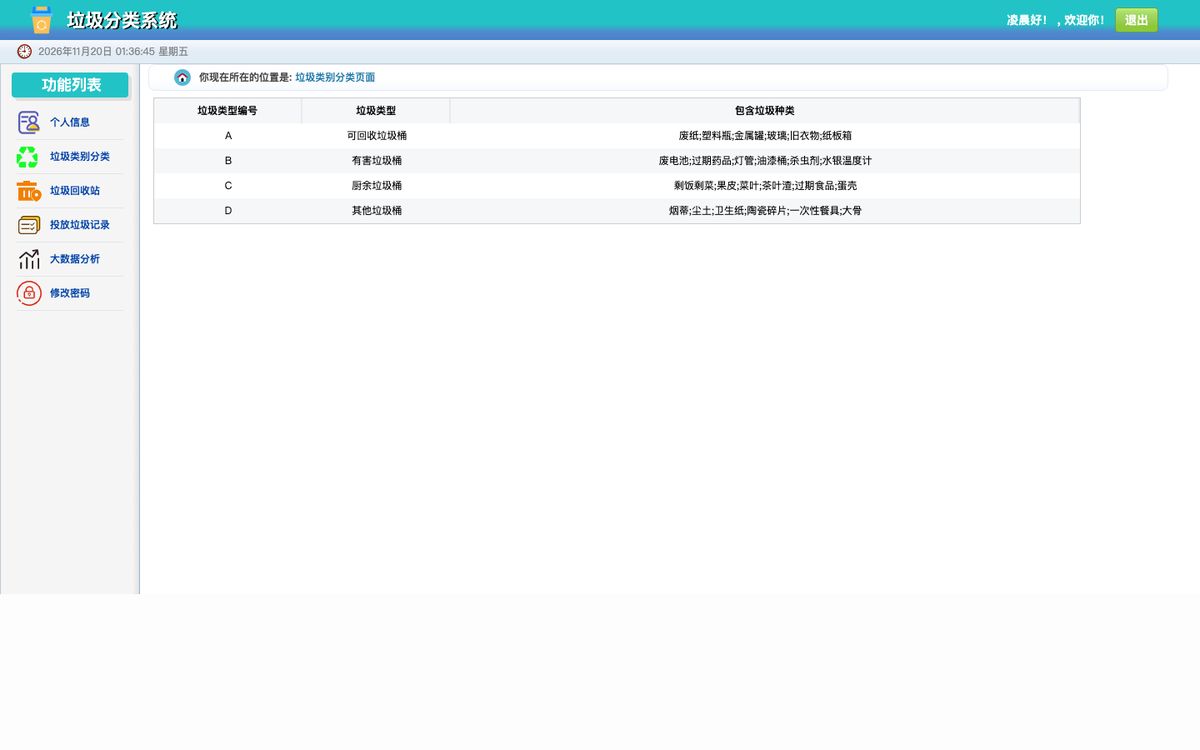 垃圾分类系统
凌晨好! ,欢迎你! 退出
2026年11月20日 01:36:45 星期五
功能列表
个人信息
垃圾类别分类
垃圾回收站
投放垃圾记录
大数据分析
修改密码
你现在所在的位置是: 垃圾类别分类页面
垃圾类型编号 垃圾类型 包含垃圾种类
A 可回收垃圾桶 废纸;塑料瓶;金属罐;玻璃;旧衣物;纸板箱
B 有害垃圾桶 废电池;过期药品;灯管;油漆桶;杀虫剂;水银温度计
C 厨余垃圾桶 剩饭剩菜;果皮;菜叶;茶叶渣;过期食品;蛋壳
D 其他垃圾桶 烟蒂;尘土;卫生纸;陶瓷碎片;一次性餐具;大骨